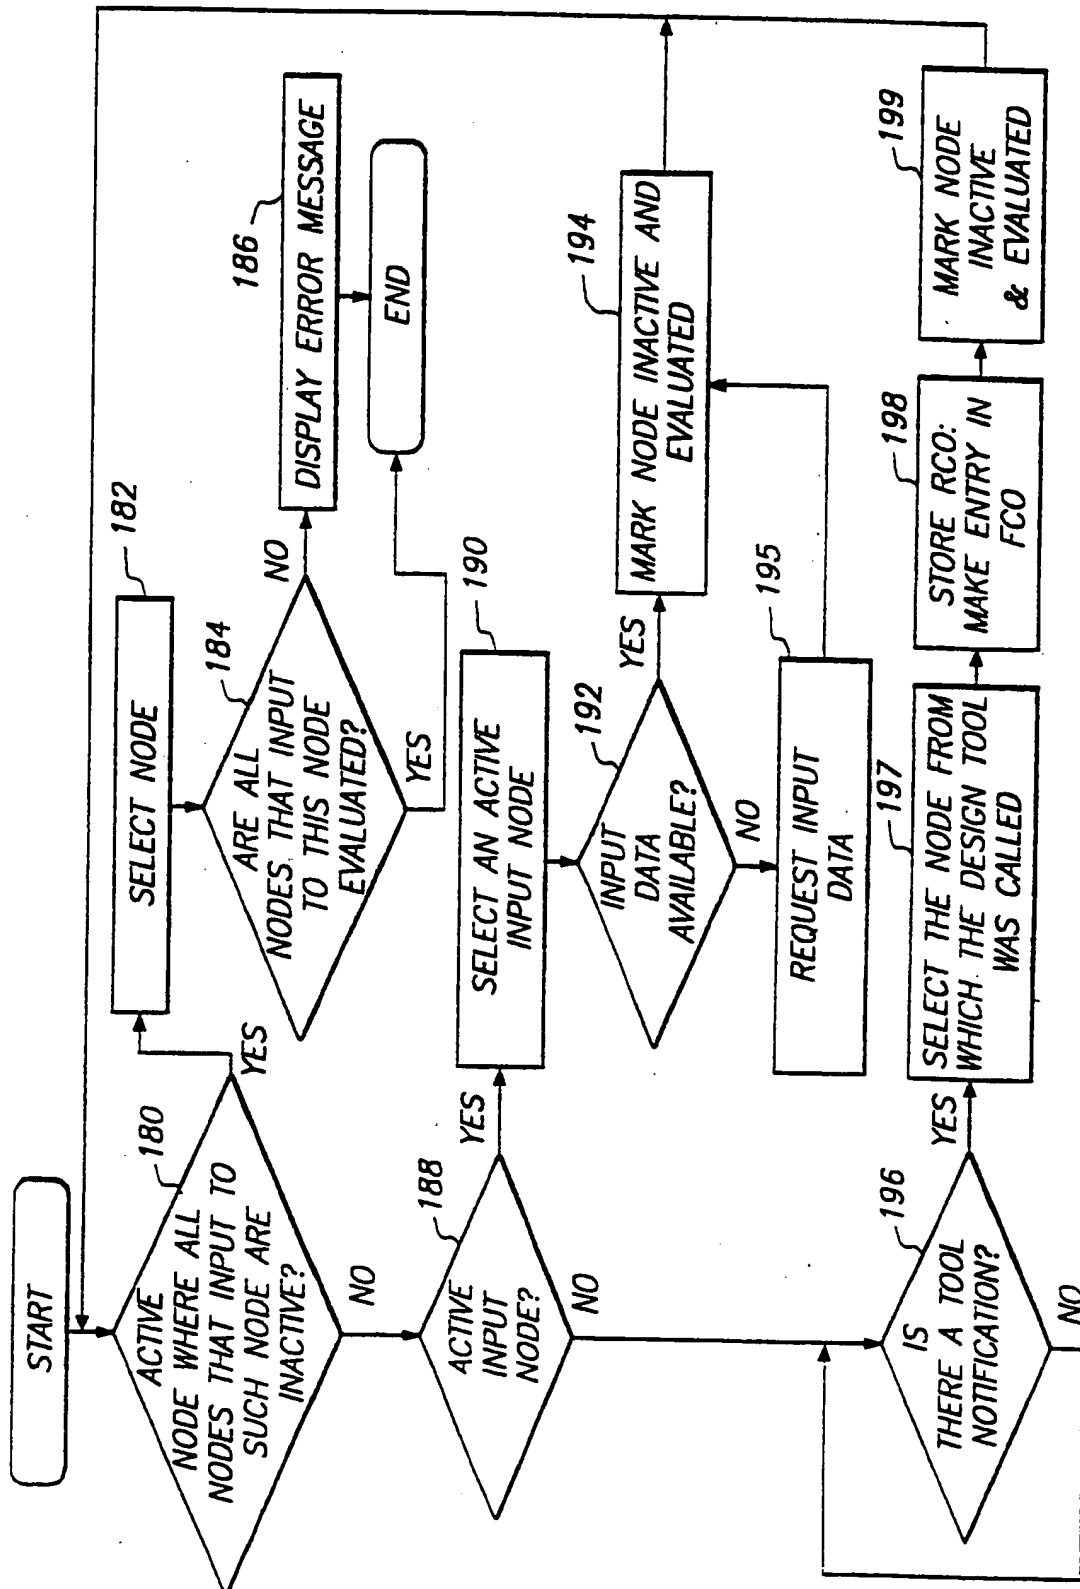 START
ACTIVE
NODE WHERE ALL
NODES THAT INPUT TO
SUCH NODE ARE
INACTIVE?
180
YES
NO
SELECT NODE
182
ARE ALL
NODES THAT INPUT
TO THIS NODE
EVALUATED?
184
NO
YES
DISPLAY ERROR MESSAGE
186
END
ACTIVE
INPUT
NODE?
188
YES
NO
SELECT AN ACTIVE
INPUT NODE
190
INPUT
DATA
AVAILABLE?
192
YES
NO
MARK NODE INACTIVE AND
EVALUATED
194
REQUEST INPUT
DATA
195
IS
THERE A TOOL
NOTIFICATION?
196
YES
NO
SELECT THE NODE FROM
WHICH THE DESIGN TOOL
WAS CALLED
197
STORE RCO:
MAKE ENTRY IN
FCO
198
MARK NODE
INACTIVE
& EVALUATED
199